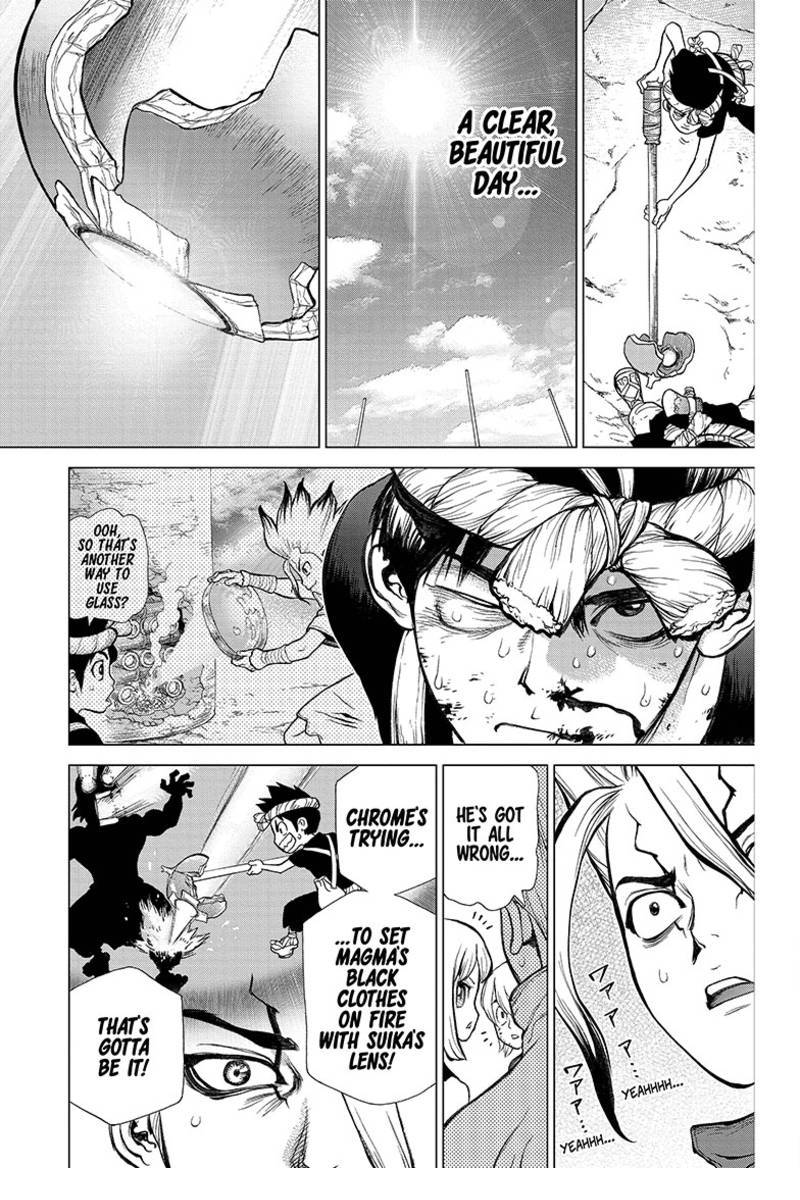 A CLEAR,
BEAUTIFUL
DAY...
OOH,
SO THAT'S
ANOTHER
WAY TO
USE
GLASS?
ワァァァ...
YEAHHHH...
ワァァ...
YEAHHH...
HE'S GOT
IT ALL
WRONG...
CHROME'S
TRYING...
...TO SET
MAGMA'S
BLACK
CLOTHES
ON FIRE
WITH SUIKA'S
LENS!
THAT'S
GOTTA
BE IT!